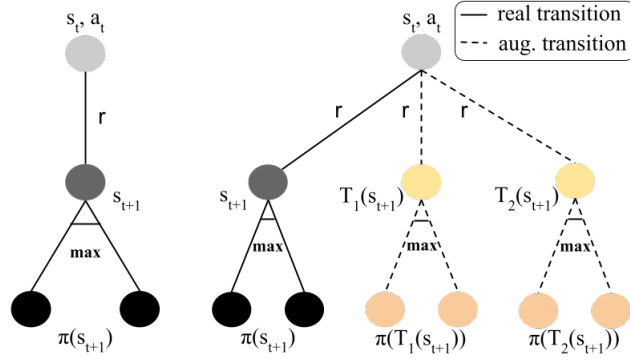 s_t, a_t
r
s_{t+1}
max
π(s_{t+1})
s_t, a_t
real transition
aug. transition
r r r
s_{t+1} T_1(s_{t+1}) T_2(s_{t+1})
max max max
π(s_{t+1}) π(T_1(s_{t+1})) π(T_2(s_{t+1}))